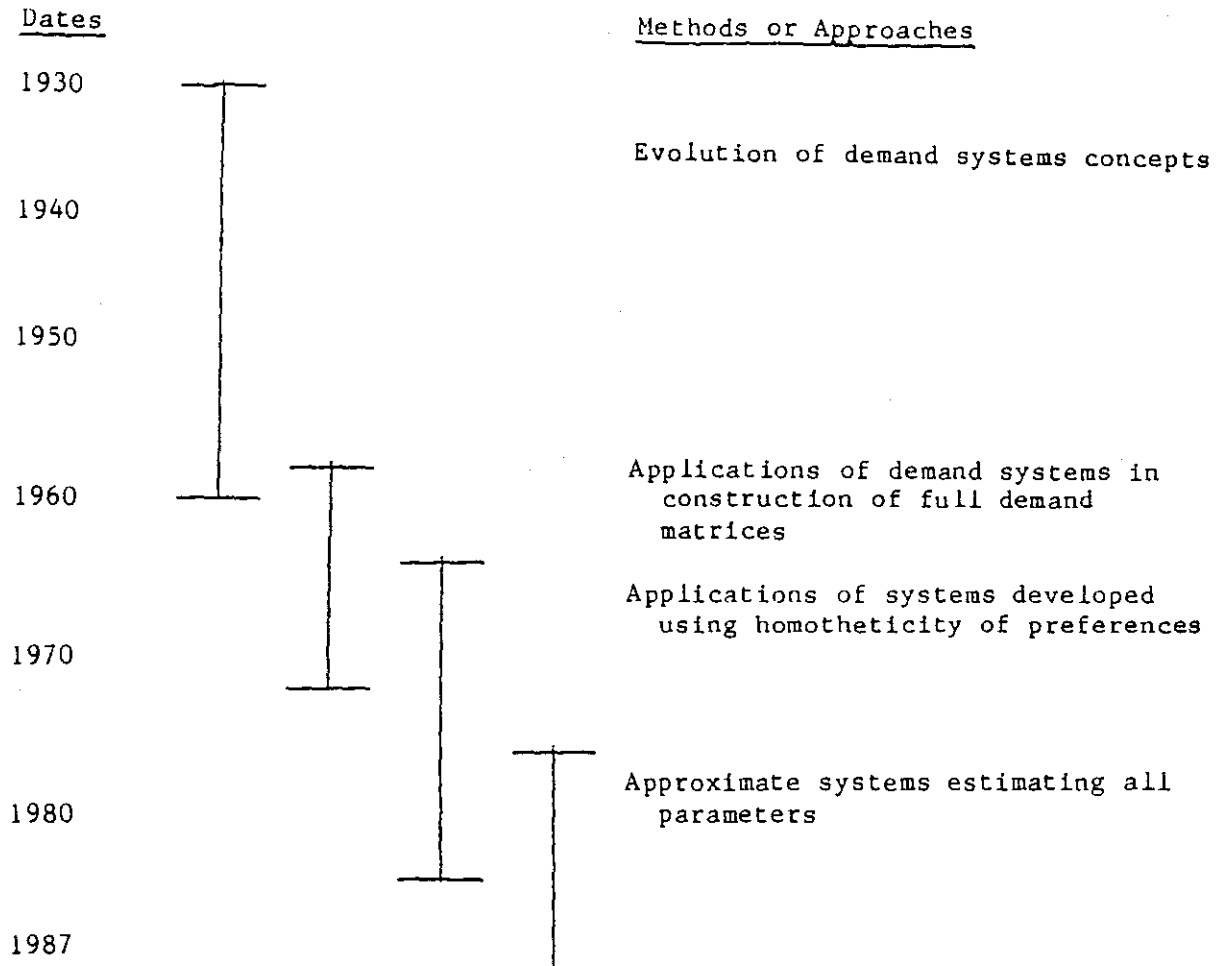 Dates
Methods or Approaches
1930
Evolution of demand systems concepts
1940
1950
1960
Applications of demand systems in
construction of full demand
matrices
Applications of systems developed
using homotheticity of preferences
1970
Approximate systems estimating all
parameters
1980
1987